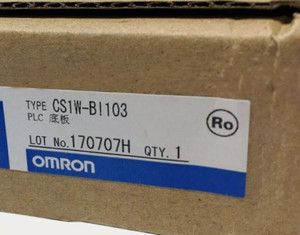 TYPE CS1W-BI103
PLC 底板
Ro
LOT No.170707H QTY.1
OMRON